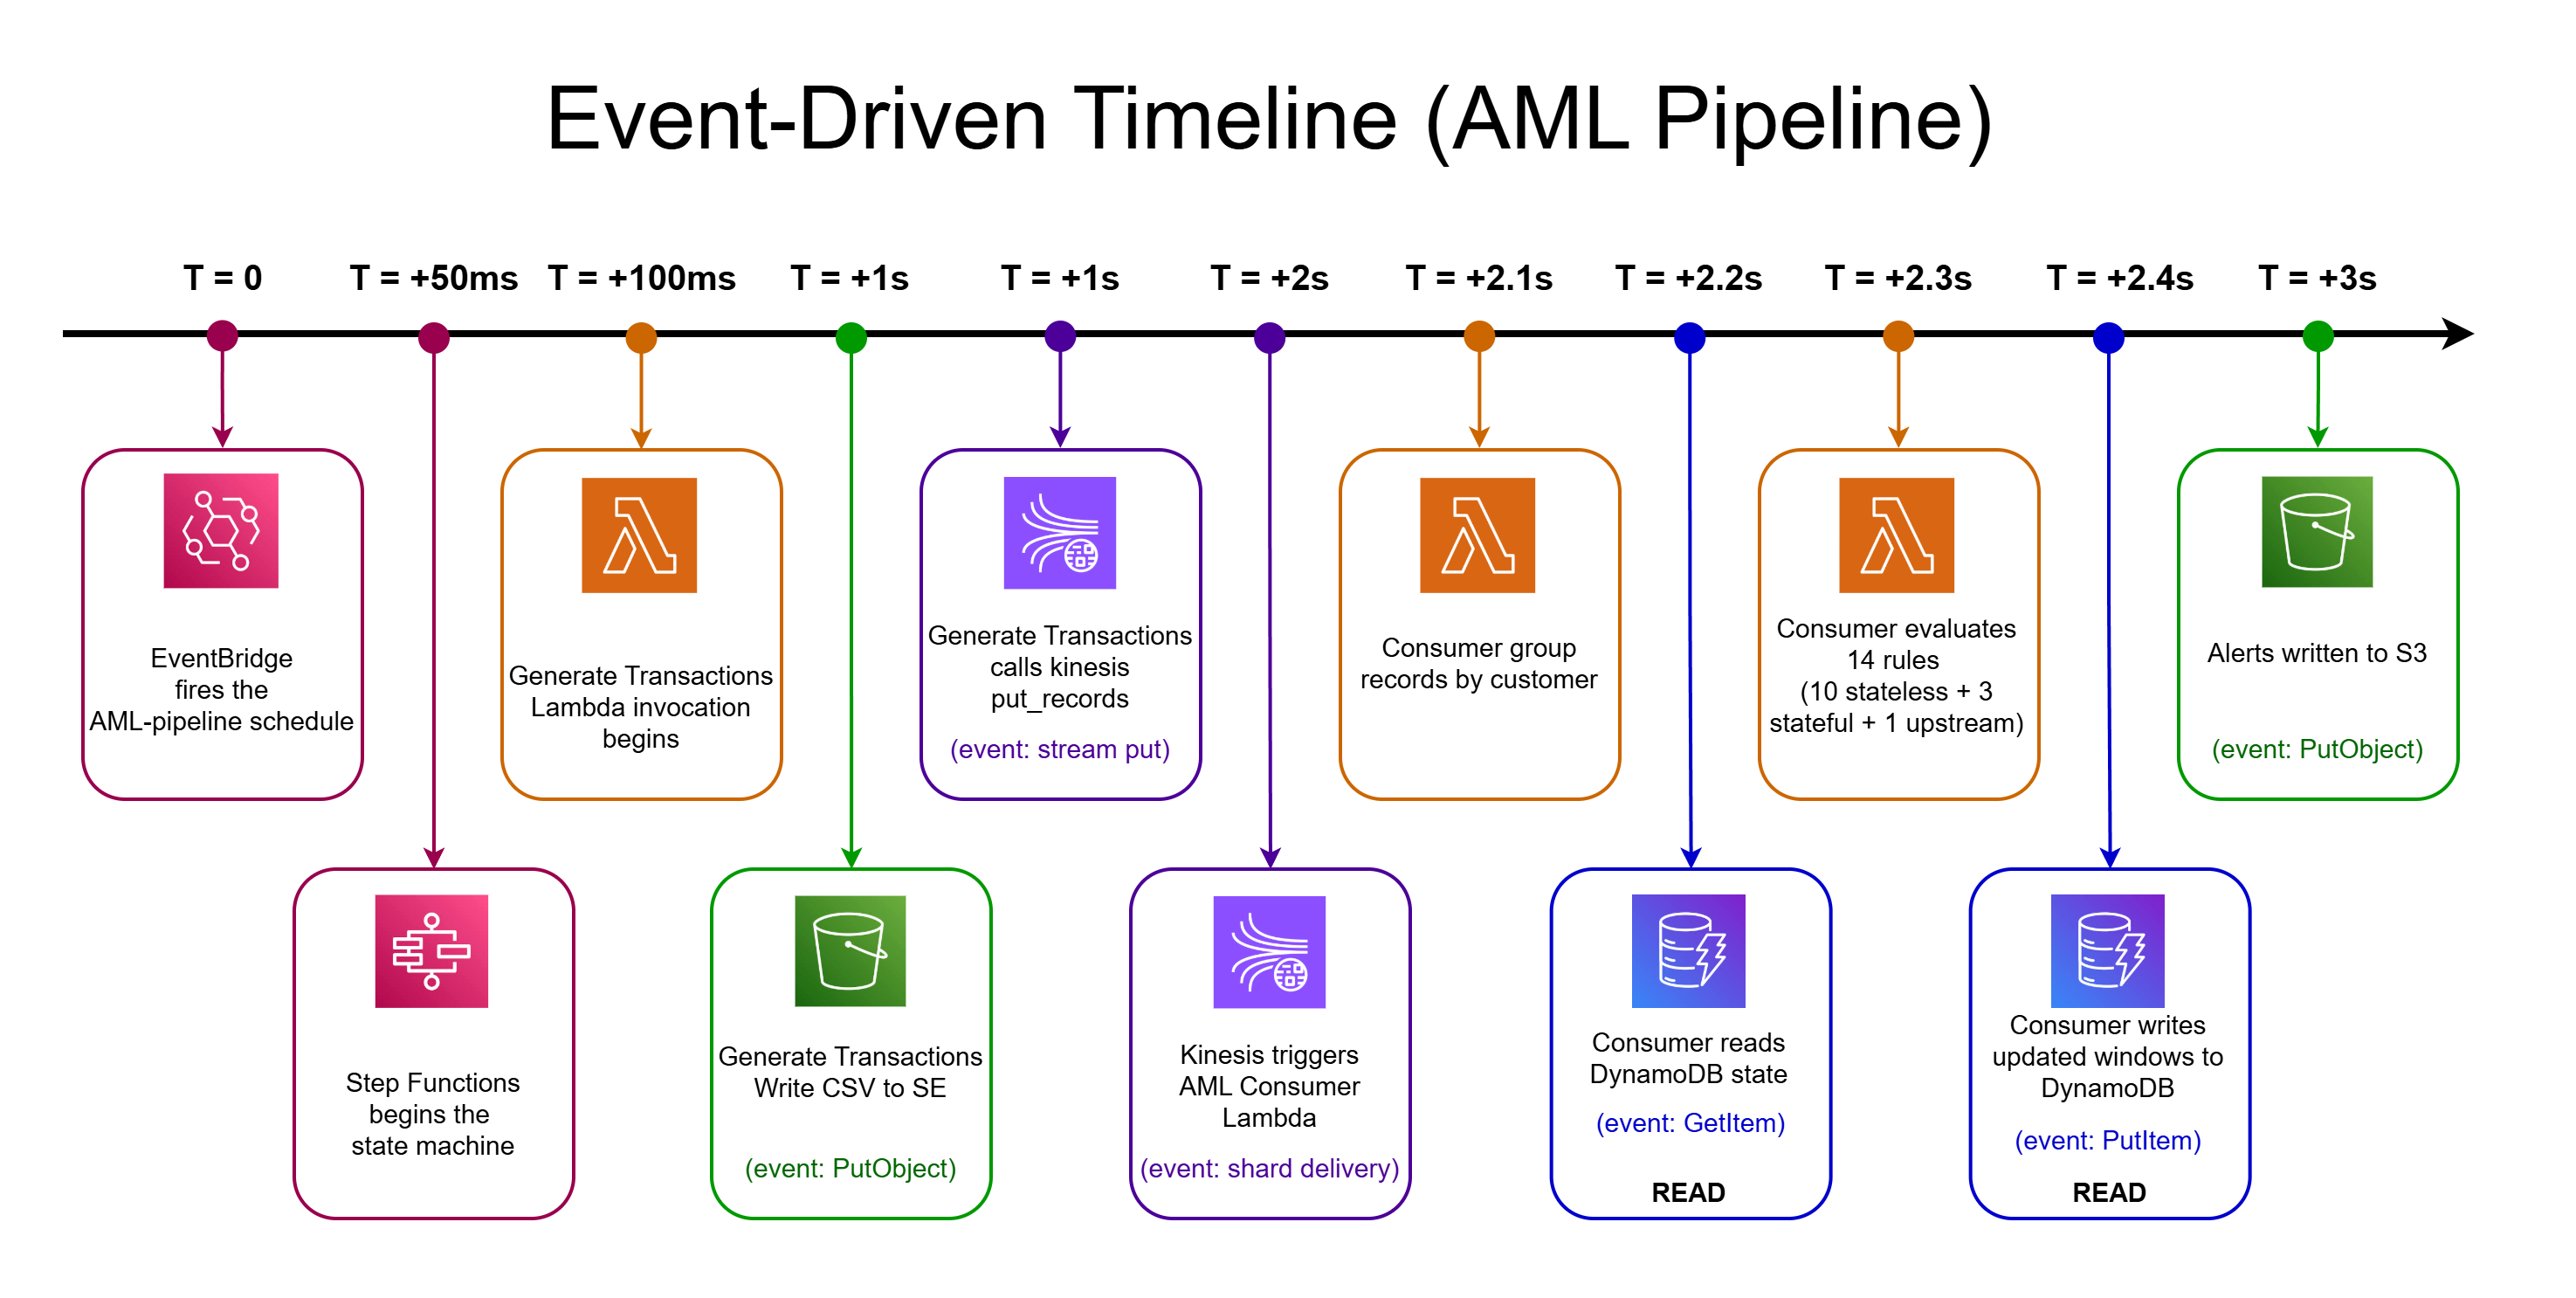 Event-Driven Timeline (AML Pipeline)
T = 0
T = +50ms
T = +100ms
T = +1s
T = +1s
T = +2s
T = +2.1s
T = +2.2s
T = +2.3s
T = +2.4s
T = +3s
EventBridge
fires the
AML-pipeline schedule
Generate Transactions
Lambda invocation
begins
Generate Transactions
calls kinesis
put_records
(event: stream put)
Consumer group
records by customer
Consumer evaluates
14 rules
(10 stateless + 3
stateful + 1 upstream)
Alerts written to S3
(event: PutObject)
Step Functions
begins the
state machine
Generate Transactions
Write CSV to SE
(event: PutObject)
Kinesis triggers
AML Consumer
Lambda
(event: shard delivery)
Consumer reads
DynamoDB state
(event: GetItem)
READ
Consumer writes
updated windows to
DynamoDB
(event: PutItem)
READ